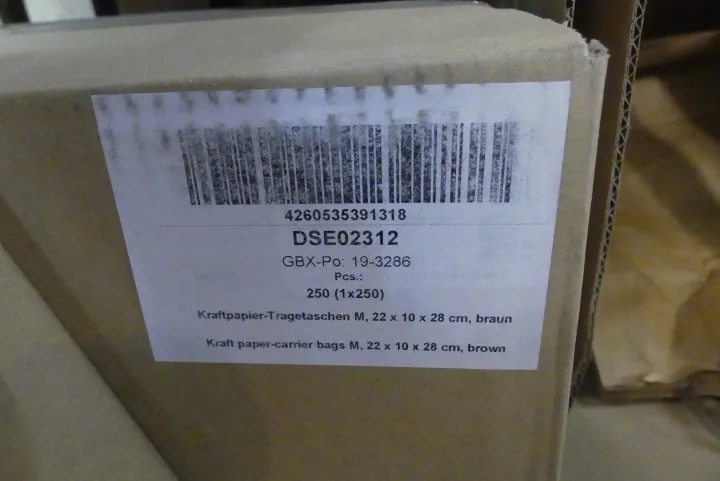 4260535391318
DSE02312
GBX-Po: 19-3286
Pcs.:
250 (1x250)
Kraftpapier-Tragetaschen M, 22 x 10 x 28 cm, braun
Kraft paper-carrier bags M, 22 x 10 x 28 cm, brown